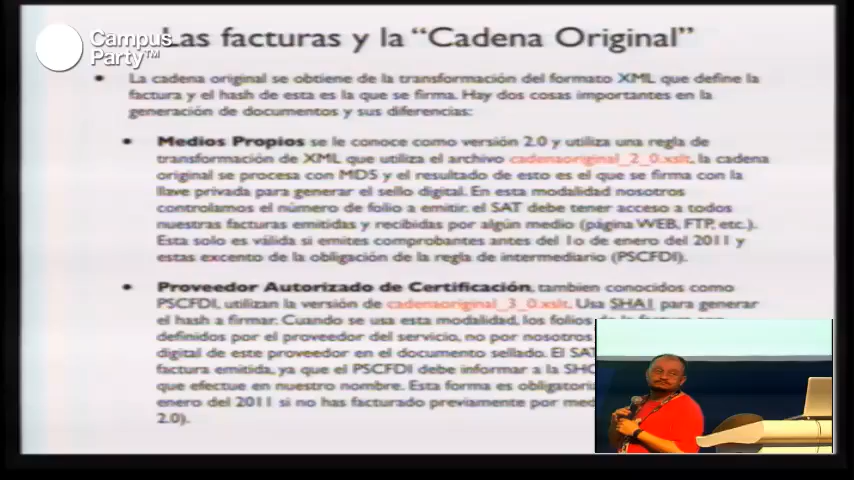 Campus
Party™
Las facturas y la “Cadena Original”
• La cadena original se obtiene de la transformación del formato XML que define la
factura y el hash de esta es la que se firma. Hay dos cosas importantes en la
generación de documentos y sus diferencias:
• Medios Propios se le conoce como versión 2.0 y utiliza una regla de
transformación de XML que utiliza el archivo cadenaoriginal_2_0.xslt, la cadena
original se procesa con MD5 y el resultado de esto es el que se firma con la
llave privada para generar el sello digital. En esta modalidad nosotros
controlamos el número de folio a emitir. el SAT debe tener acceso a todos
nuestras facturas emitidas y recibidas por algún medio (página WEB, FTP, etc.).
Esta solo es válida si emites comprobantes antes del 1o de enero del 2011 y
estas excento de la obligación de la regla de intermediario (PSCFDI).
• Proveedor Autorizado de Certificación, tambien conocidos como
PSCFDI, utilizan la versión de cadenaoriginal_3_0.xslt. Usa SHA1 para generar
el hash a firmar. Cuando se usa esta modalidad, los folios de la factura son
definidos por el proveedor del servicio, no por nosotros
digital de este proveedor en el documento sellado. El SAT
factura emitida, ya que el PSCFDI debe informar a la SHC
que efectue en nuestro nombre. Esta forma es obligatori
enero del 2011 si no has facturado previamente por med
2.0).